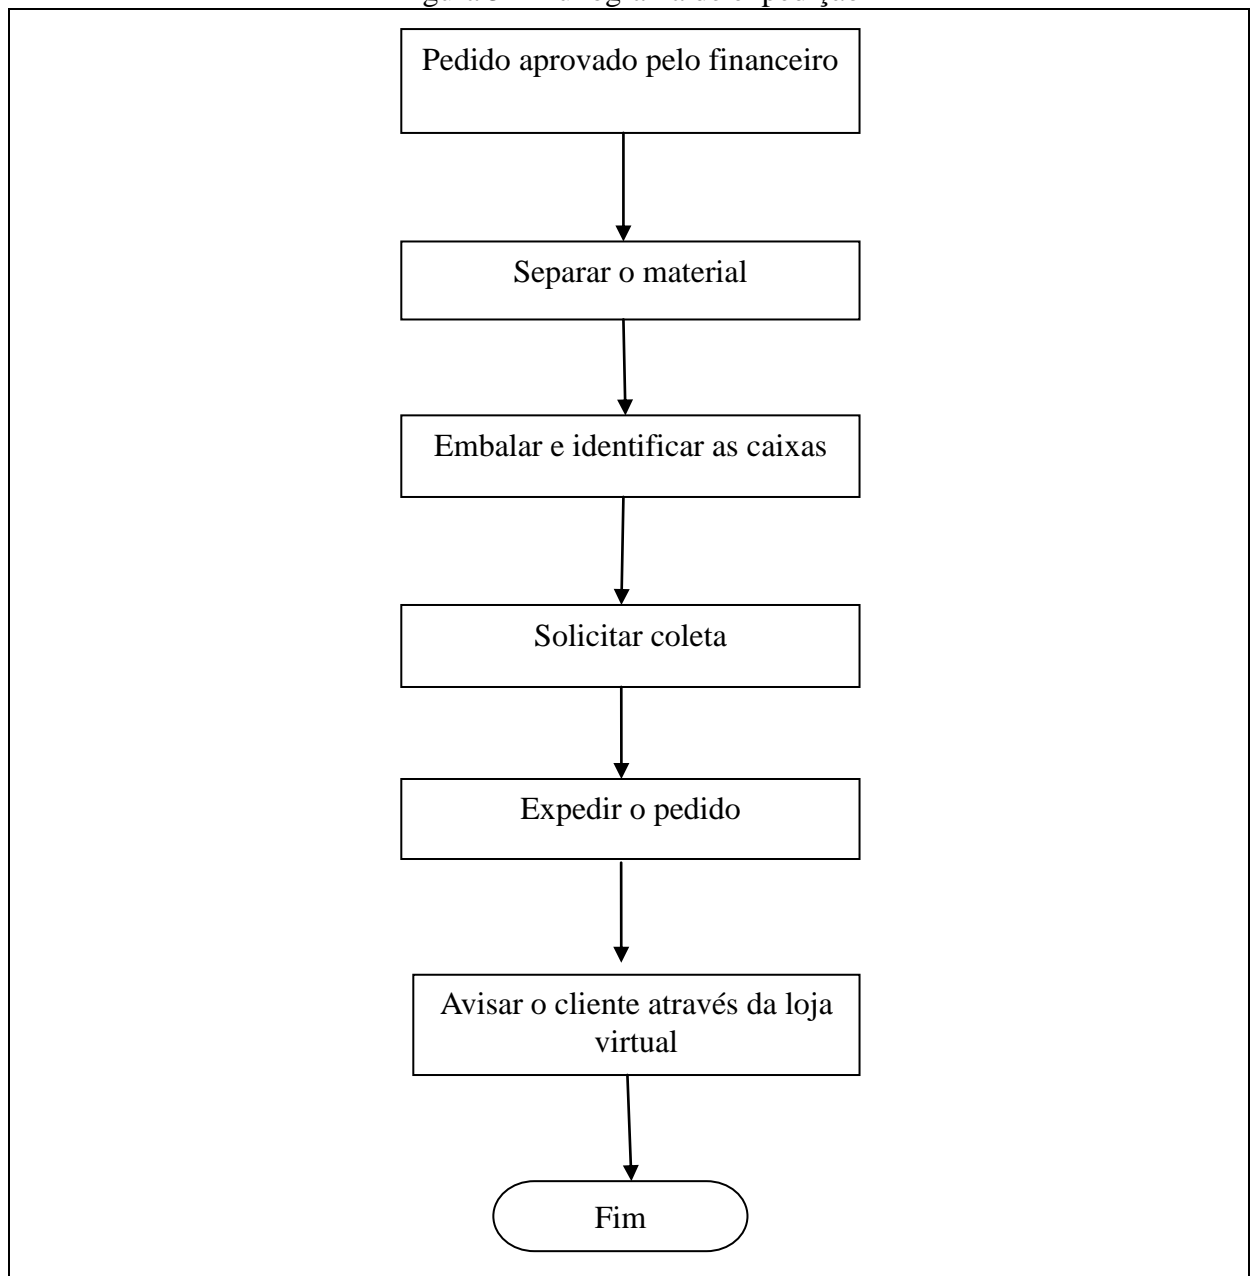 Pedido aprovado pelo financeiro
Separar o material
Embalar e identificar as caixas
Solicitar coleta
Expedir o pedido
Avisar o cliente através da loja
virtual
Fim